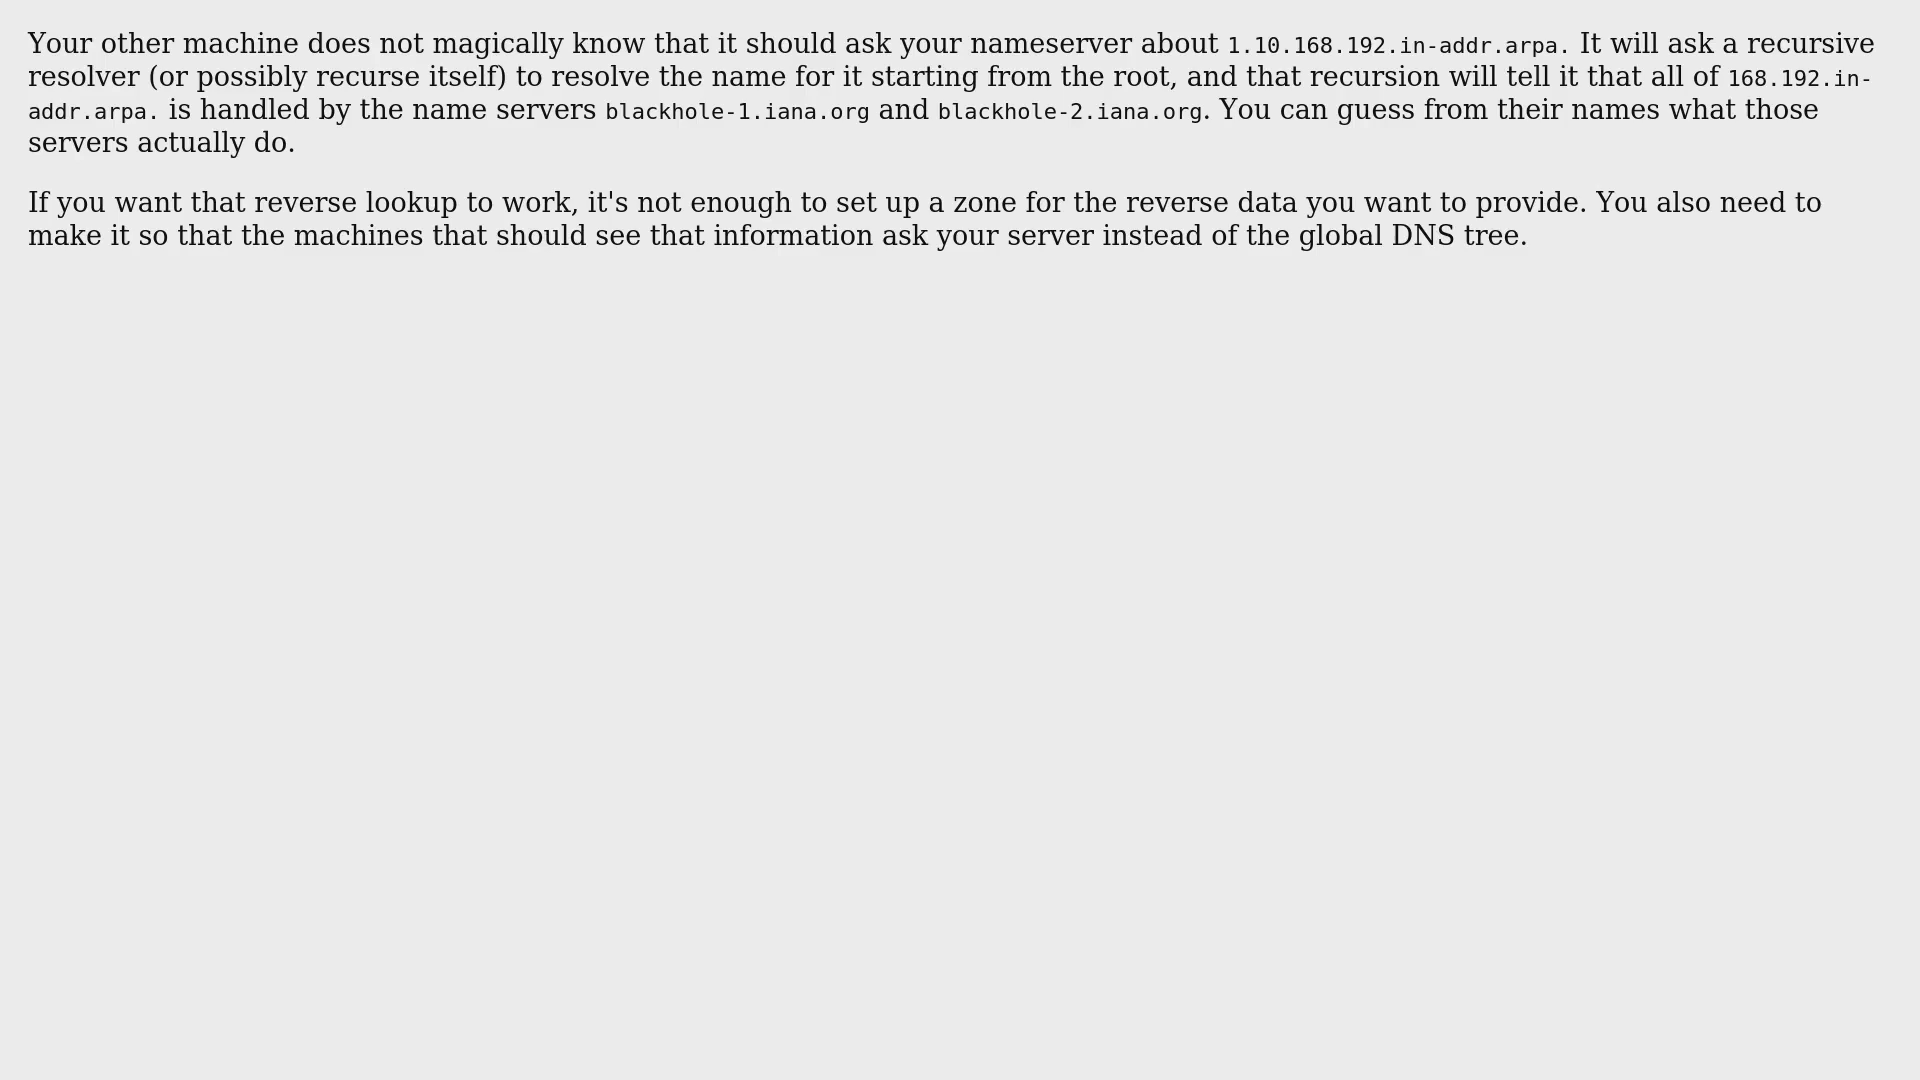 Your other machine does not magically know that it should ask your nameserver about 1.10.168.192.in-addr.arpa. It will ask a recursive
resolver (or possibly recurse itself) to resolve the name for it starting from the root, and that recursion will tell it that all of 168.192.in-
addr.arpa. is handled by the name servers blackhole-1.iana.org and blackhole-2.iana.org. You can guess from their names what those
servers actually do.
If you want that reverse lookup to work, it's not enough to set up a zone for the reverse data you want to provide. You also need to
make it so that the machines that should see that information ask your server instead of the global DNS tree.